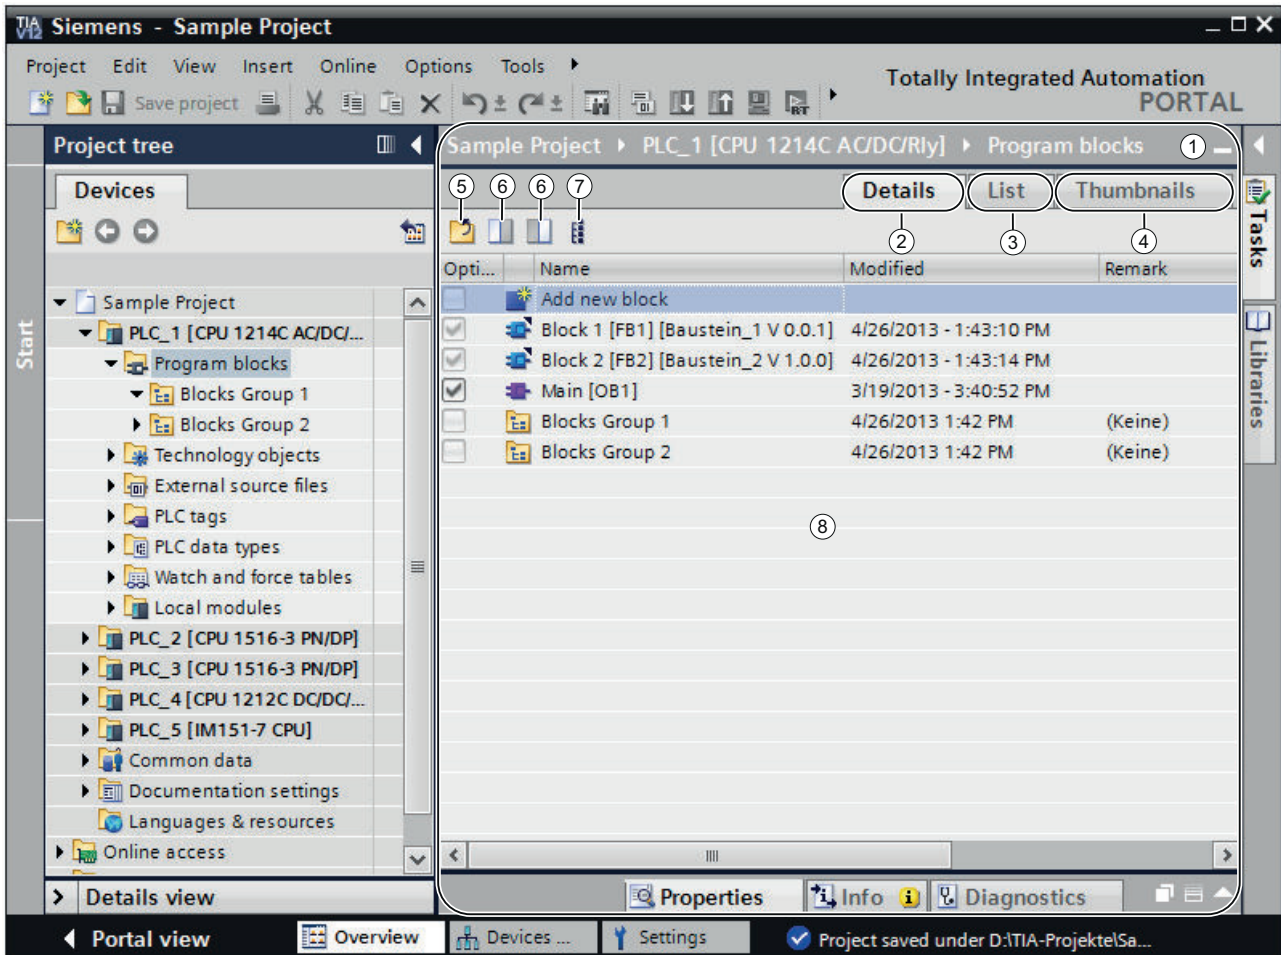 TIA V12 Siemens - Sample Project
Project Edit View Insert Online Options Tools
Totally Integrated Automation
PORTAL
Save project
Project tree
Sample Project PLC_1 [CPU 1214C AC/DC/Rly] Program blocks 1
Devices
5 6 6 7
Details List Thumbnails
2 3 4
Opti... Name Modified Remark
Add new block
Block 1 [FB1] [Baustein_1 V 0.0.1] 4/26/2013 - 1:43:10 PM
Block 2 [FB2] [Baustein_2 V 1.0.0] 4/26/2013 - 1:43:14 PM
Main [OB1] 3/19/2013 - 3:40:52 PM
Blocks Group 1 4/26/2013 1:42 PM (Keine)
Blocks Group 2 4/26/2013 1:42 PM (Keine)
8
Start
Sample Project
PLC_1 [CPU 1214C AC/DC/...
Program blocks
Blocks Group 1
Blocks Group 2
Technology objects
External source files
PLC tags
PLC data types
Watch and force tables
Local modules
PLC_2 [CPU 1516-3 PN/DP]
PLC_3 [CPU 1516-3 PN/DP]
PLC_4 [CPU 1212C DC/DC/...
PLC_5 [IM151-7 CPU]
Common data
Documentation settings
Languages & resources
Online access
Details view
Tasks
Libraries
Properties Info Diagnostics
Portal view Overview Devices ... Settings Project saved under D:\TIA-Projekte\Sa...